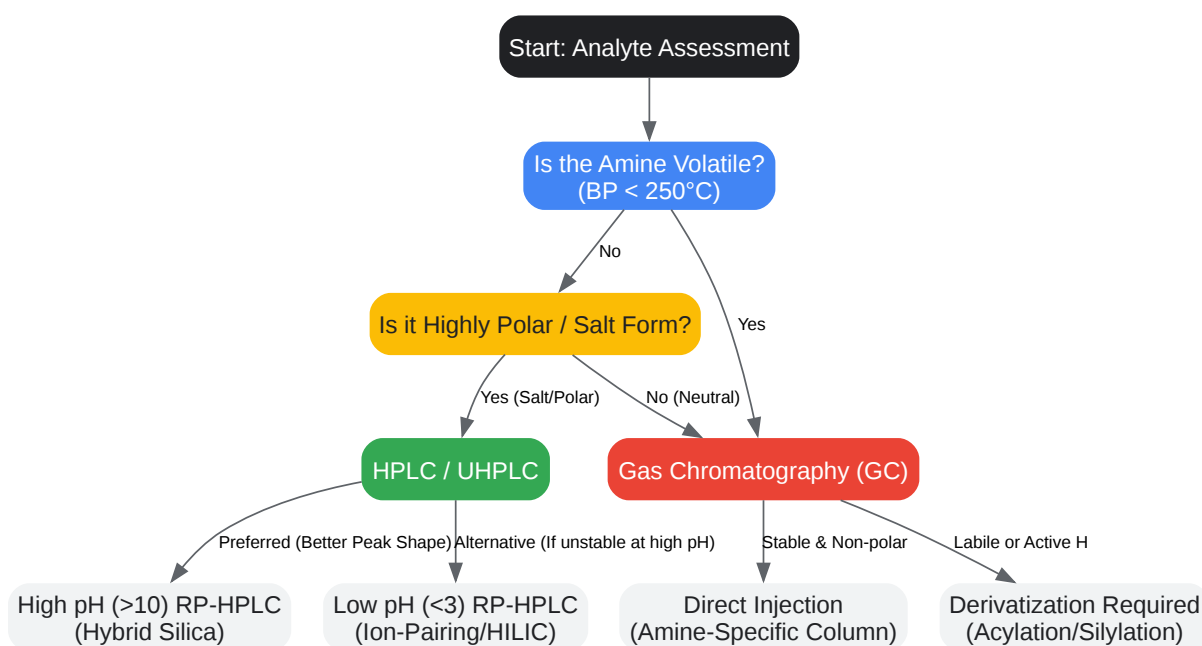 Start: Analyte Assessment
Is the Amine Volatile?
(BP < 250°C)
No
Yes
Is it Highly Polar / Salt Form?
Yes (Salt/Polar)
No (Neutral)
HPLC / UHPLC
Gas Chromatography (GC)
Preferred (Better Peak Shape)
Alternative (If unstable at high pH)
Stable & Non-polar
Labile or Active H
High pH (>10) RP-HPLC
(Hybrid Silica)
Low pH (<3) RP-HPLC
(Ion-Pairing/HILIC)
Direct Injection
(Amine-Specific Column)
Derivatization Required
(Acylation/Silylation)